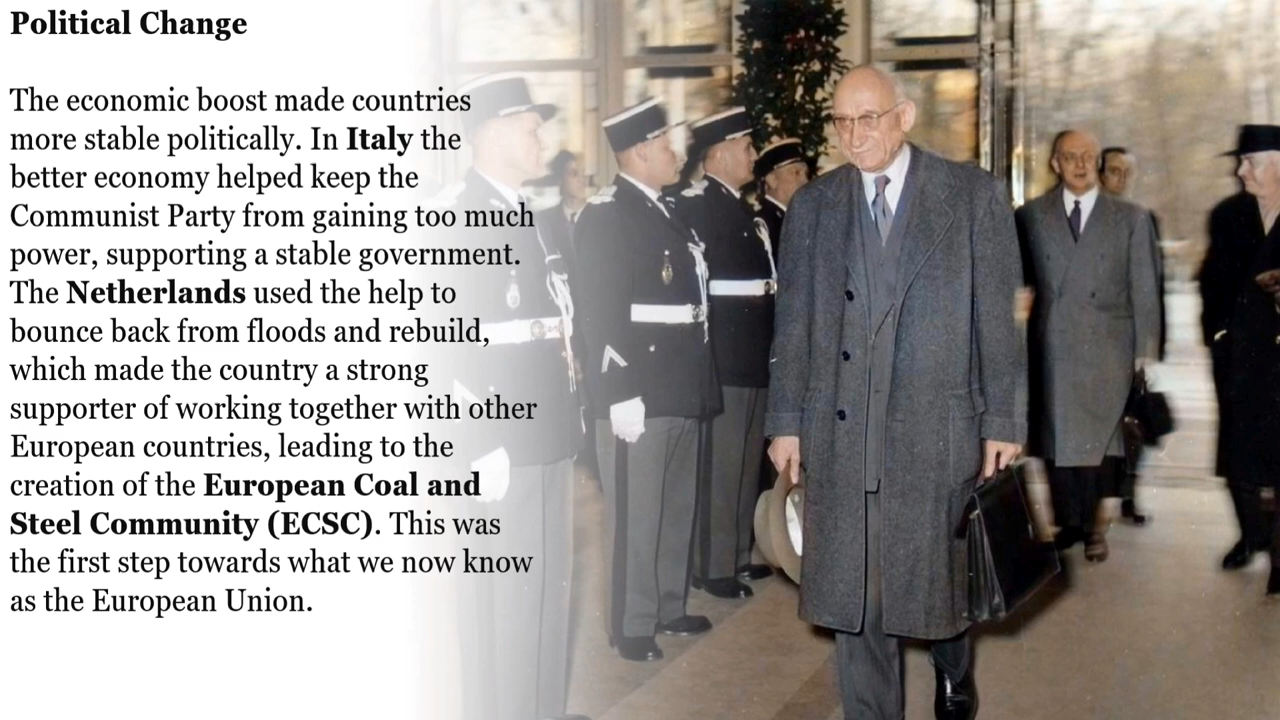 Political Change
The economic boost made countries
more stable politically. In Italy the
better economy helped keep the
Communist Party from gaining too much
power, supporting a stable government.
The Netherlands used the help to
bounce back from floods and rebuild,
which made the country a strong
supporter of working together with other
European countries, leading to the
creation of the European Coal and
Steel Community (ECSC). This was
the first step towards what we now know
as the European Union.